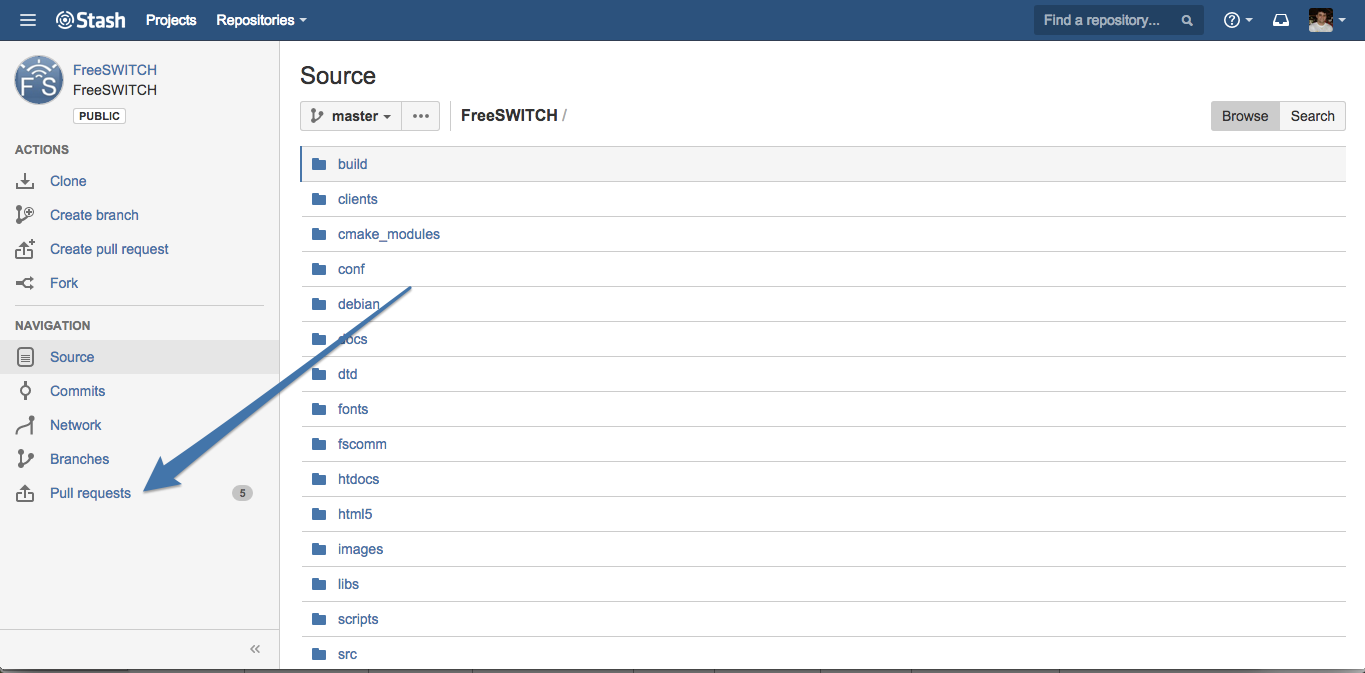 Stash Projects Repositories Find a repository...
FS
FreeSWITCH
FreeSWITCH
PUBLIC
ACTIONS
Clone
Create branch
Create pull request
Fork
NAVIGATION
Source
Commits
Network
Branches
Pull requests 5
Source
master FreeSWITCH / Browse Search
build
clients
cmake_modules
conf
debian
docs
dtd
fonts
fscomm
htdocs
html5
images
libs
scripts
src